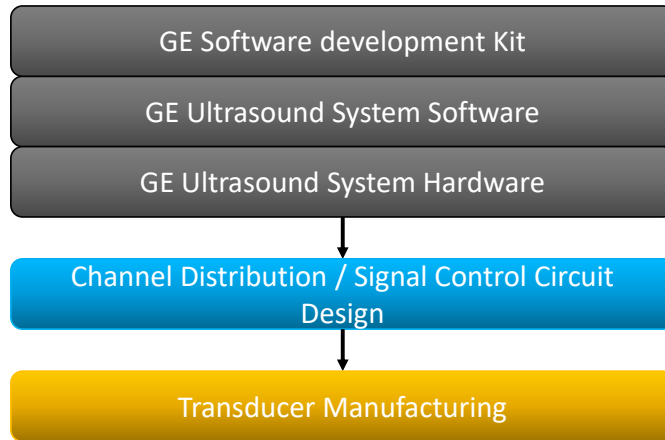 GE Software development Kit
GE Ultrasound System Software
GE Ultrasound System Hardware
Channel Distribution / Signal Control Circuit
Design
Transducer Manufacturing